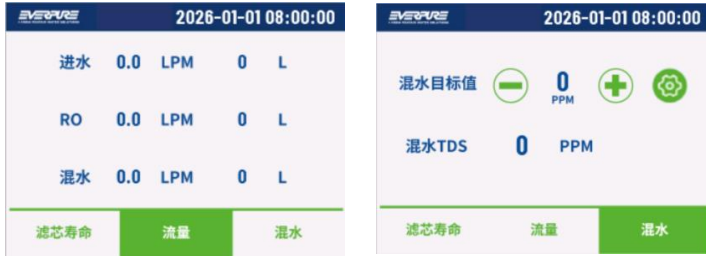 EVERPURE 2026-01-01 08:00:00
进水 0.0 LPM 0 L
RO 0.0 LPM 0 L
混水 0.0 LPM 0 L
滤芯寿命 流量 混水
EVERPURE 2026-01-01 08:00:00
混水目标值 0 PPM
混水TDS 0 PPM
滤芯寿命 流量 混水